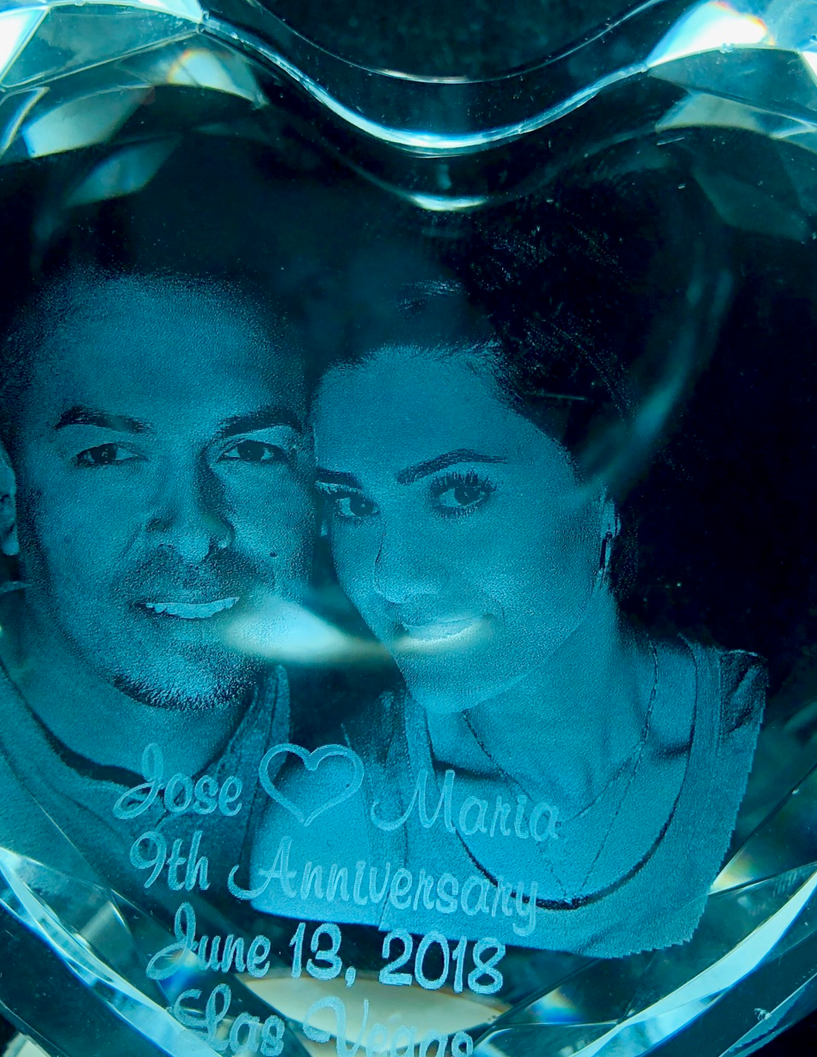 Jose ♡ Maria
9th Anniversary
June 13, 2018
Las Vegas